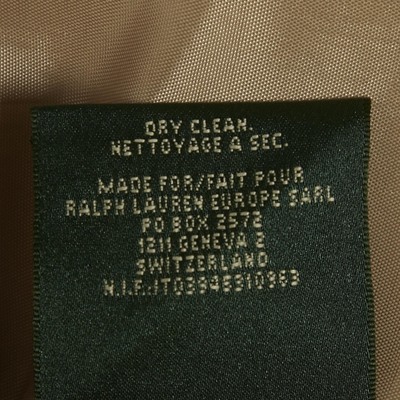 DRY CLEAN.
NETTOYAGE A SEC.
MADE FOR/FAIT POUR
RALPH LAUREN EUROPE SARL
PO BOX 2572
1211 GENEVA 2
SWITZERLAND